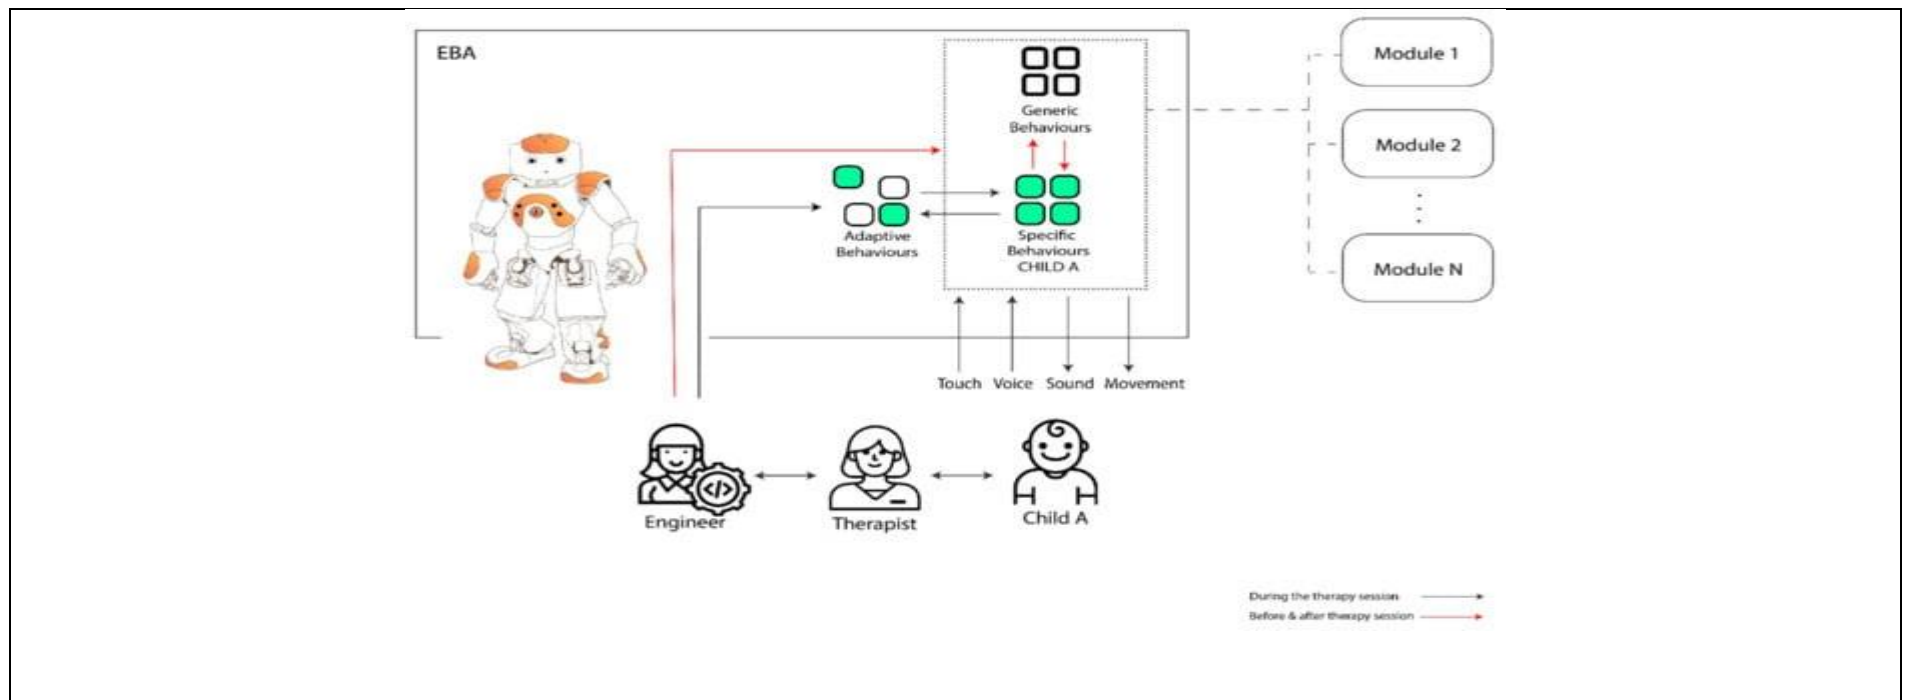 EBA
Generic
Behaviours
Adaptive
Behaviours
Specific
Behaviours
CHILD A
Module 1
Module 2
Module N
Touch Voice Sound Movement
Engineer
Therapist
Child A
During the therapy session
Before & after therapy session